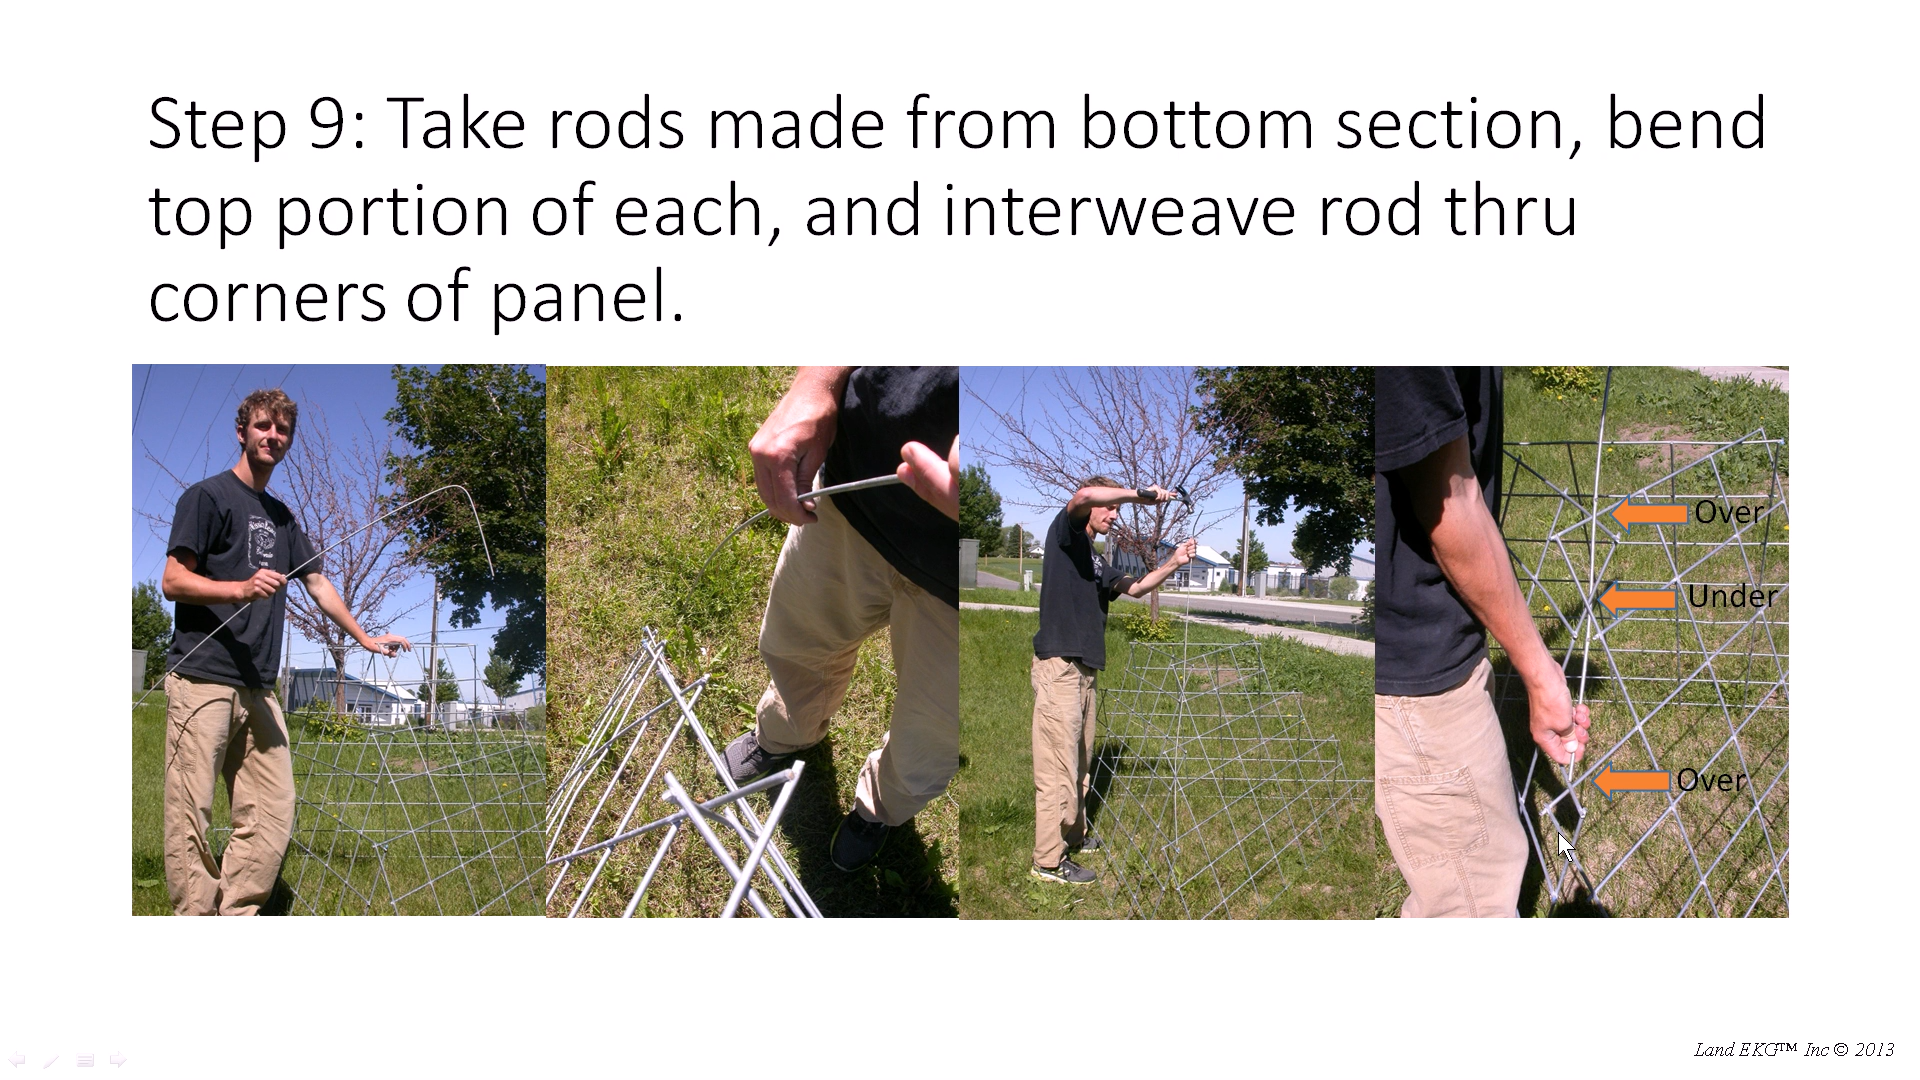 Step 9: Take rods made from bottom section, bend
top portion of each, and interweave rod thru
corners of panel.
Over
Under
Over
Land EKG™ Inc © 2013